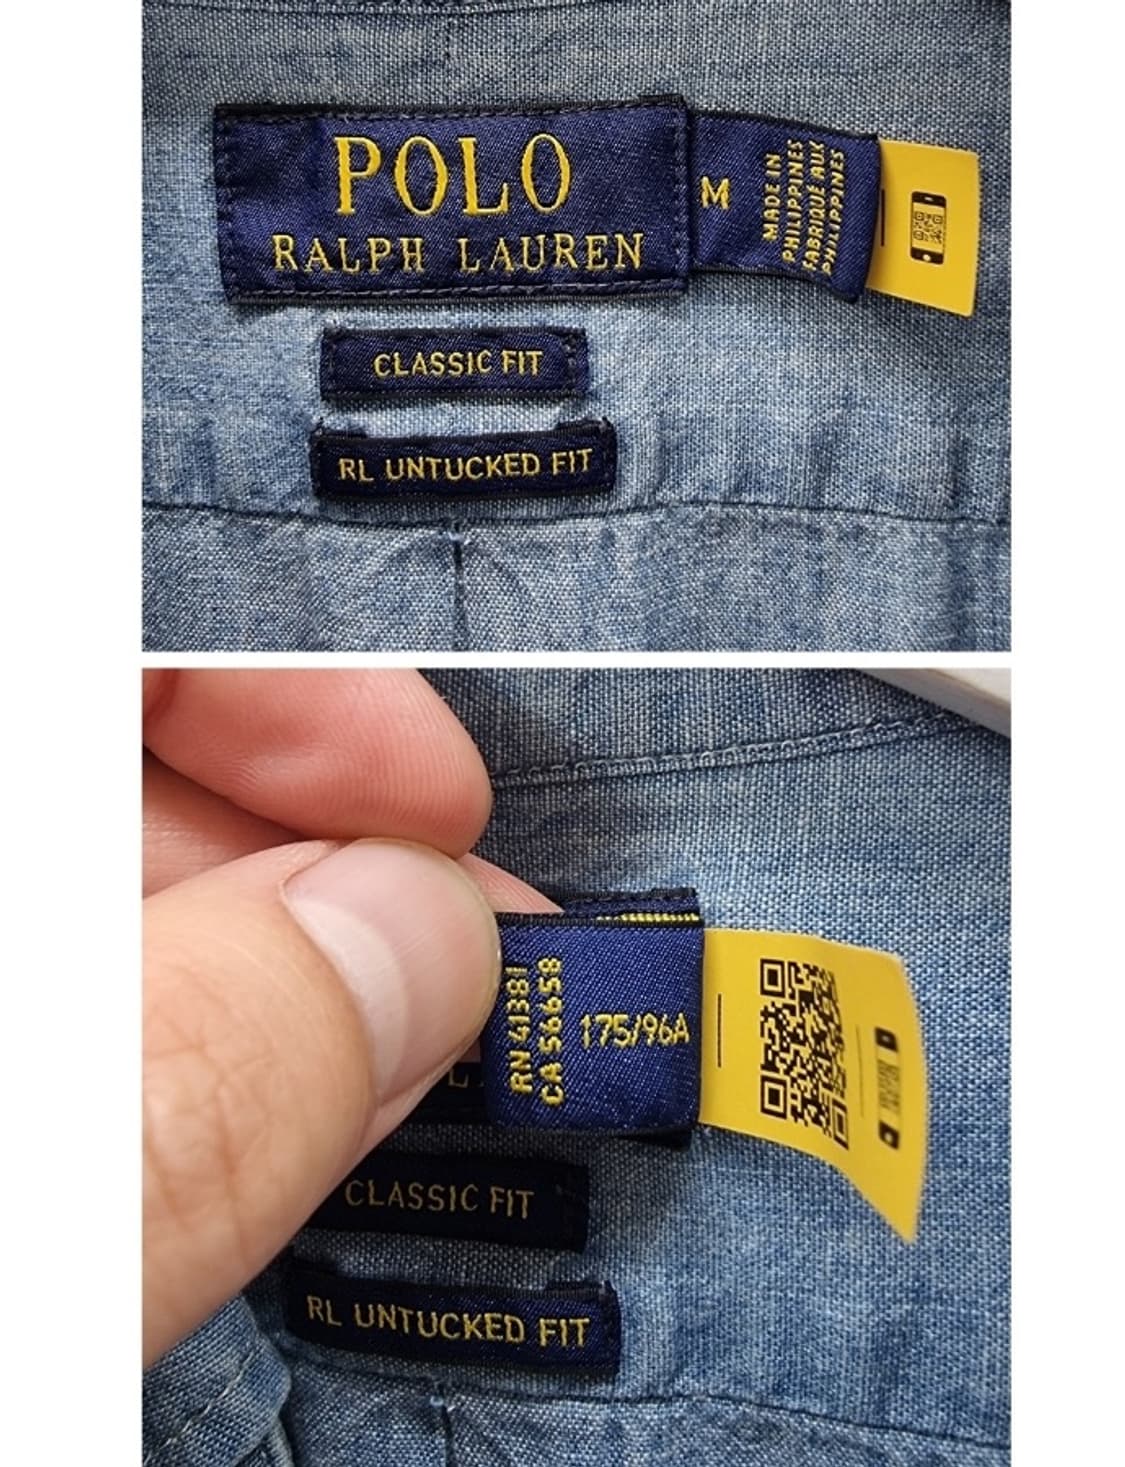 POLO
RALPH LAUREN
M
MADE IN
PHILIPPINES
FABRIQUÉ AUX
PHILIPPINES
CLASSIC FIT
RL UNTUCKED FIT
RN 41381
CA 56658
175/96A
CLASSIC FIT
RL UNTUCKED FIT